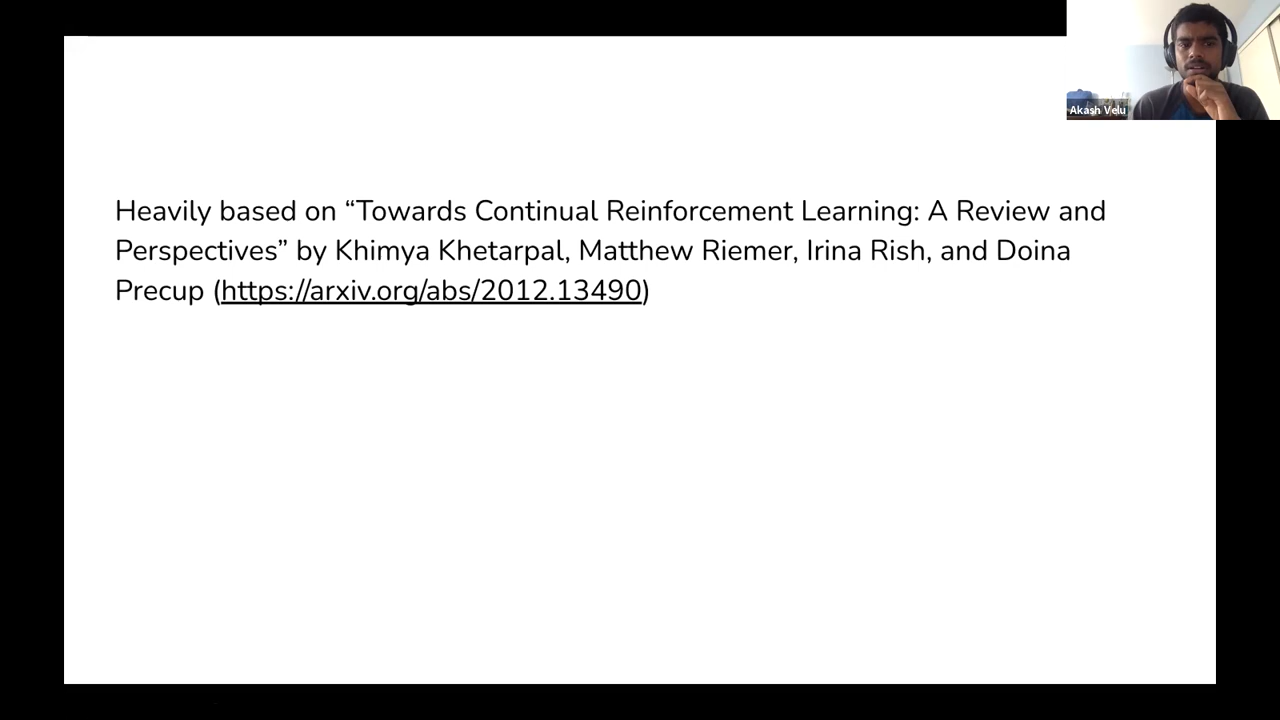 Akash Velu
Heavily based on “Towards Continual Reinforcement Learning: A Review and
Perspectives” by Khimya Khetarpal, Matthew Riemer, Irina Rish, and Doina
Precup (https://arxiv.org/abs/2012.13490)